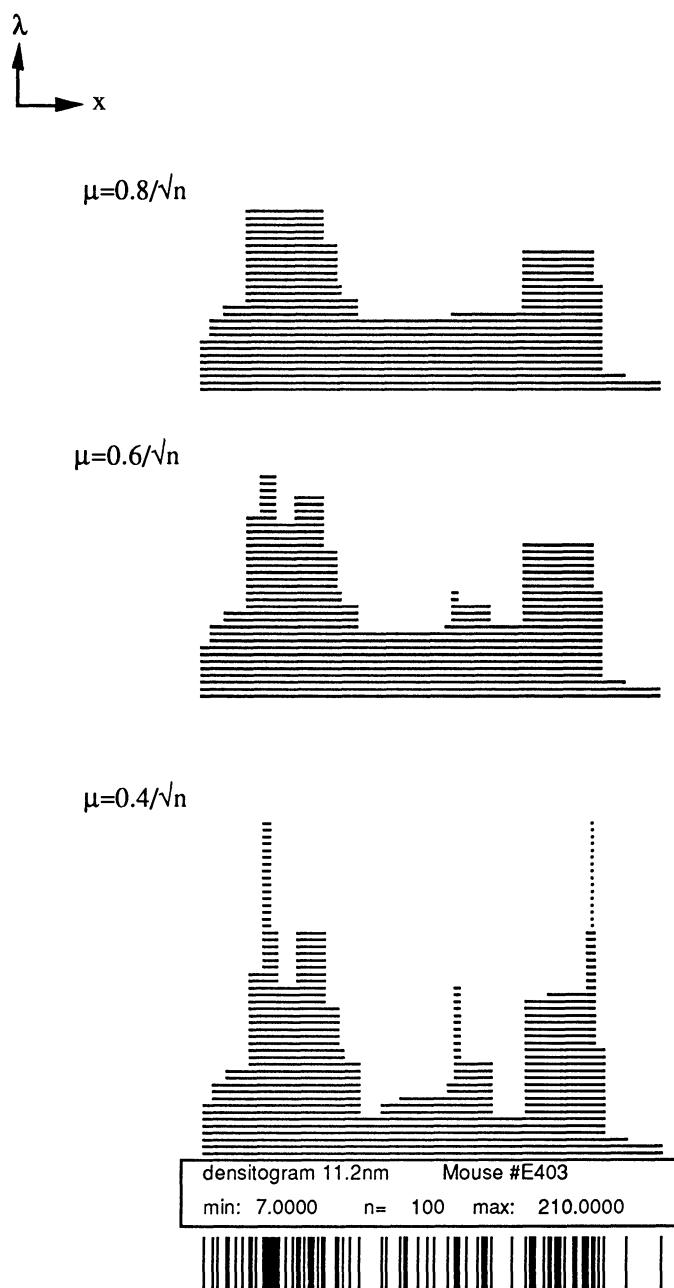 λ
x
μ=0.8/√n
μ=0.6/√n
μ=0.4/√n
densitogram 11.2nm Mouse #E403
min: 7.0000 n= 100 max: 210.0000